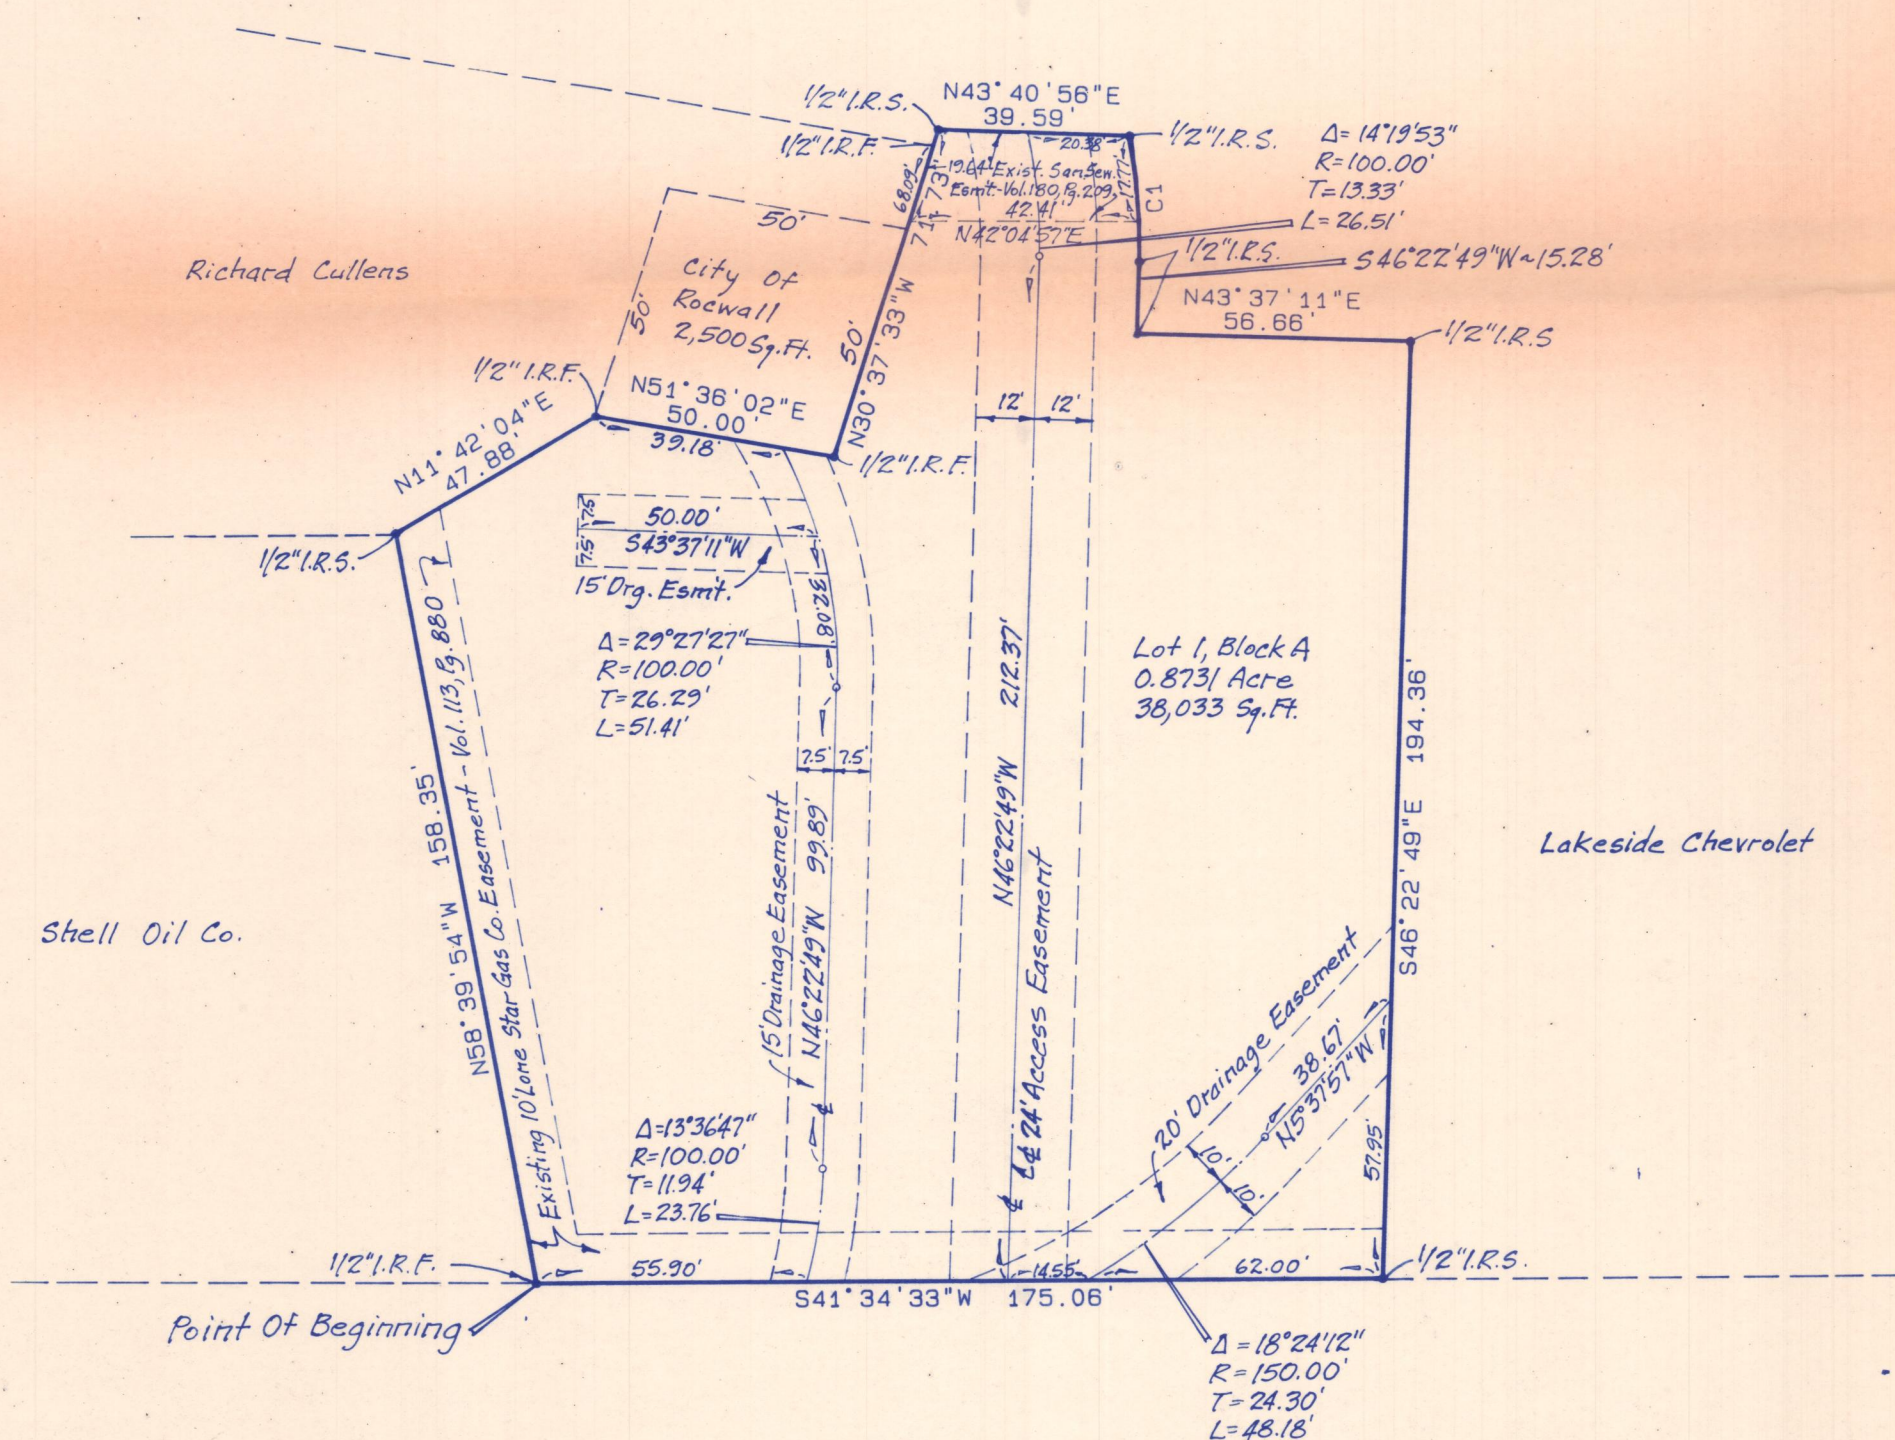 N43°40'56"E
39.59'
1/2"I.R.S.
1/2"I.R.F.
1/2"I.R.S.
20.38'
Δ=14°19'53"
R=100.00'
T=13.33'
L=26.51'
19.64'
Exist. San. Sew.
Esmt.-Vol.180, Pg.209
42.41'
N42°04'57"E
17.77'
C1
68.09'
71.73'
50'
50'
City Of
Rocwall
2,500 Sq.Ft.
50'
N30°37'33"W
Richard Cullens
1/2"I.R.S.
S46°22'49"W~15.28'
N43°37'11"E
56.66'
1/2"I.R.S
1/2"I.R.F.
N51°36'02"E
50.00'
39.18'
1/2"I.R.F.
12'
12'
N11°42'04"E
47.88'
1/2"I.R.S.
7.5'
7.5'
50.00'
S43°37'11"W
15' Drg. Esmt.
32.08'
Δ=29°27'27"
R=100.00'
T=26.29'
L=51.41'
7.5'
7.5'
Lot 1, Block A
0.8731 Acre
38,033 Sq.Ft.
N46°22'49"W 212.37'
24' Access Easement
S46°22'49"E 194.36'
Lakeside Chevrolet
Shell Oil Co.
N58°39'54"W 158.35'
Existing 10' Lone Star Gas Co. Easement - Vol. 113, Pg. 880
15' Drainage Easement
N46°22'49"W 99.89'
20' Drainage Easement
38.67'
N5°37'57"W
10'
10'
57.95'
Δ=13°36'47"
R=100.00'
T=11.94'
L=23.76'
1/2"I.R.F.
55.90'
14.55'
62.00'
1/2"I.R.S.
S41°34'33"W 175.06'
Point Of Beginning
Δ=18°24'12"
R=150.00'
T=24.30'
L=48.18'